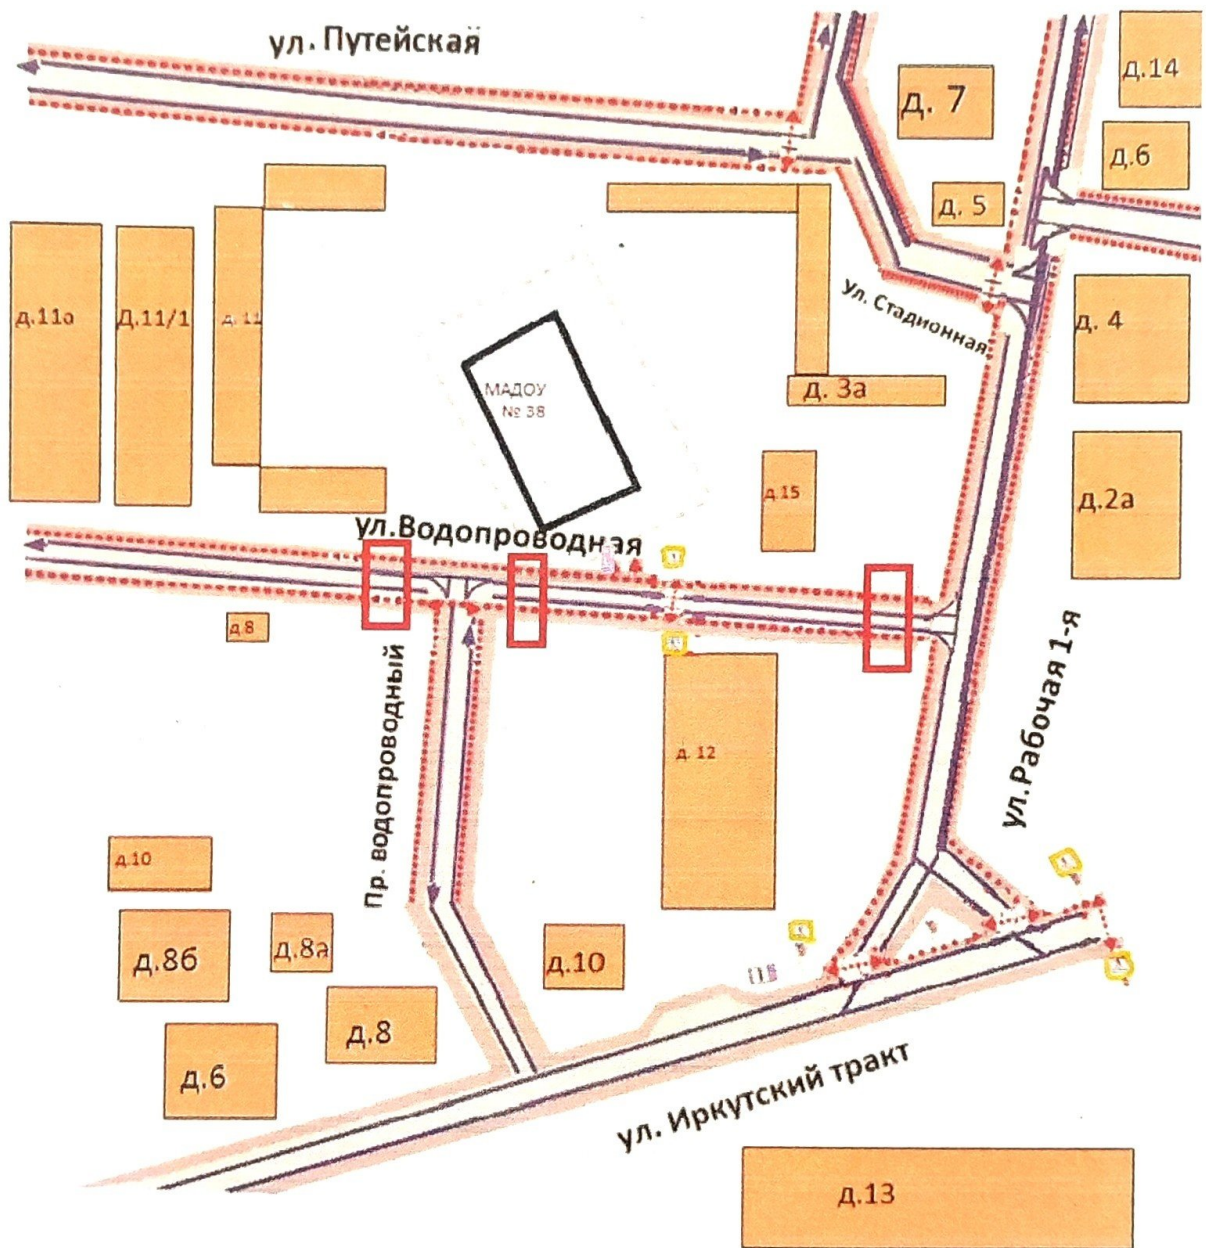 ул. Путейская
д.14
д. 7
д.6
д. 5
д.11а
д.11/1
д. 11
ул. Стадионная
д. 4
МАДОУ
№ 38
д. 3а
д.15
д.2а
ул.Водопроводная
д.8
Пр. водопроводный
ул.Рабочая 1-я
д. 12
д.10
д.8б
д.8а
д.10
д.8
д.6
ул. Иркутский тракт
д.13